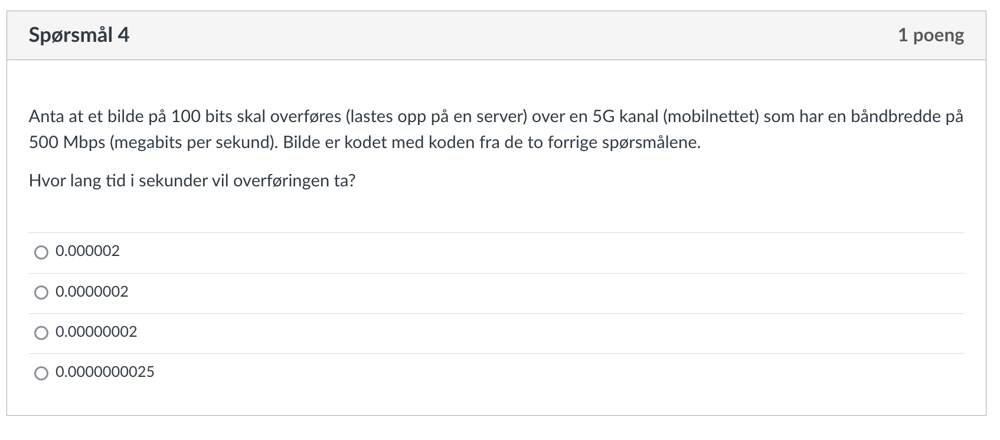 Spørsmål 4
1 poeng
Anta at et bilde på 100 bits skal overføres (lastes opp på en server) over en 5G kanal (mobilnettet) som har en båndbredde på
500 Mbps (megabits per sekund). Bilde er kodet med koden fra de to forrige spørsmålene.
Hvor lang tid i sekunder vil overføringen ta?
0.000002
0.0000002
0.00000002
0.0000000025